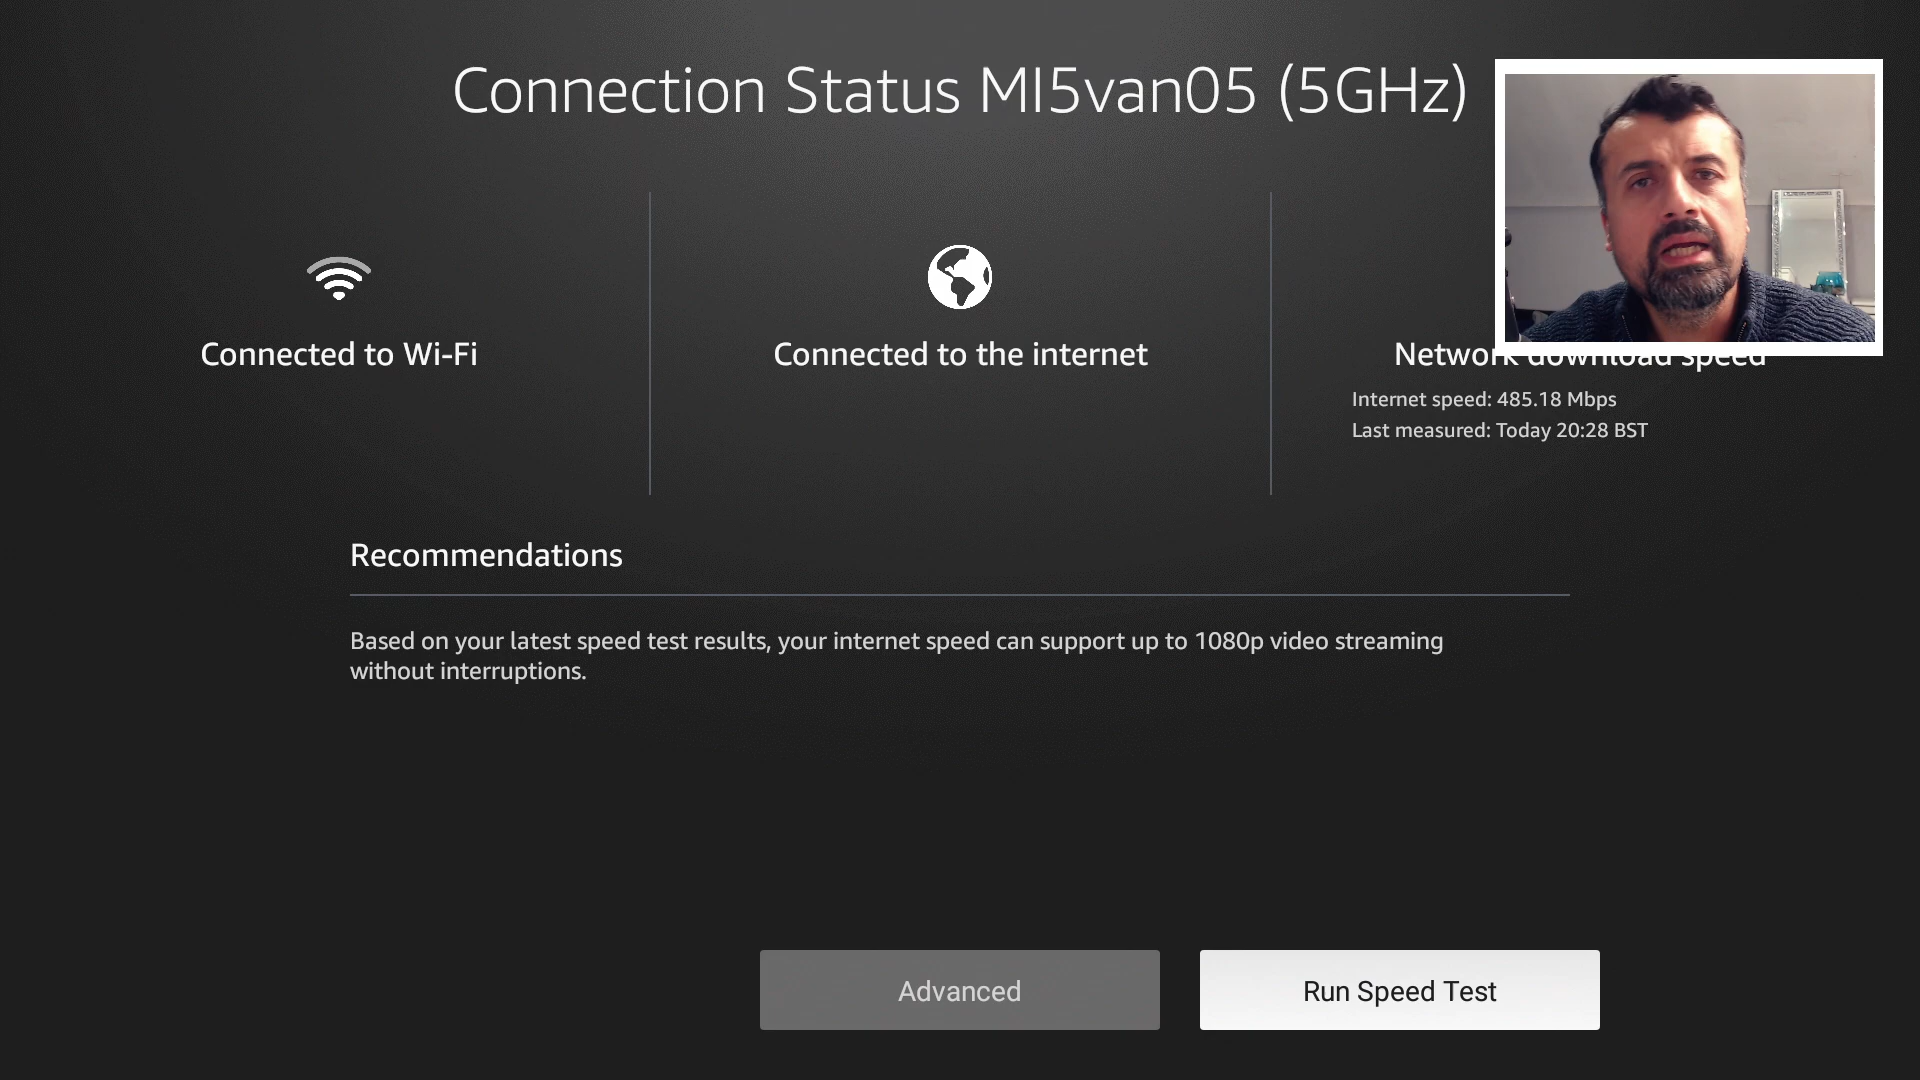 Connection Status MI5van05 (5GHz)
Connected to Wi-Fi
Connected to the internet
Network download speed
Internet speed: 485.18 Mbps
Last measured: Today 20:28 BST
Recommendations
Based on your latest speed test results, your internet speed can support up to 1080p video streaming
without interruptions.
Advanced
Run Speed Test